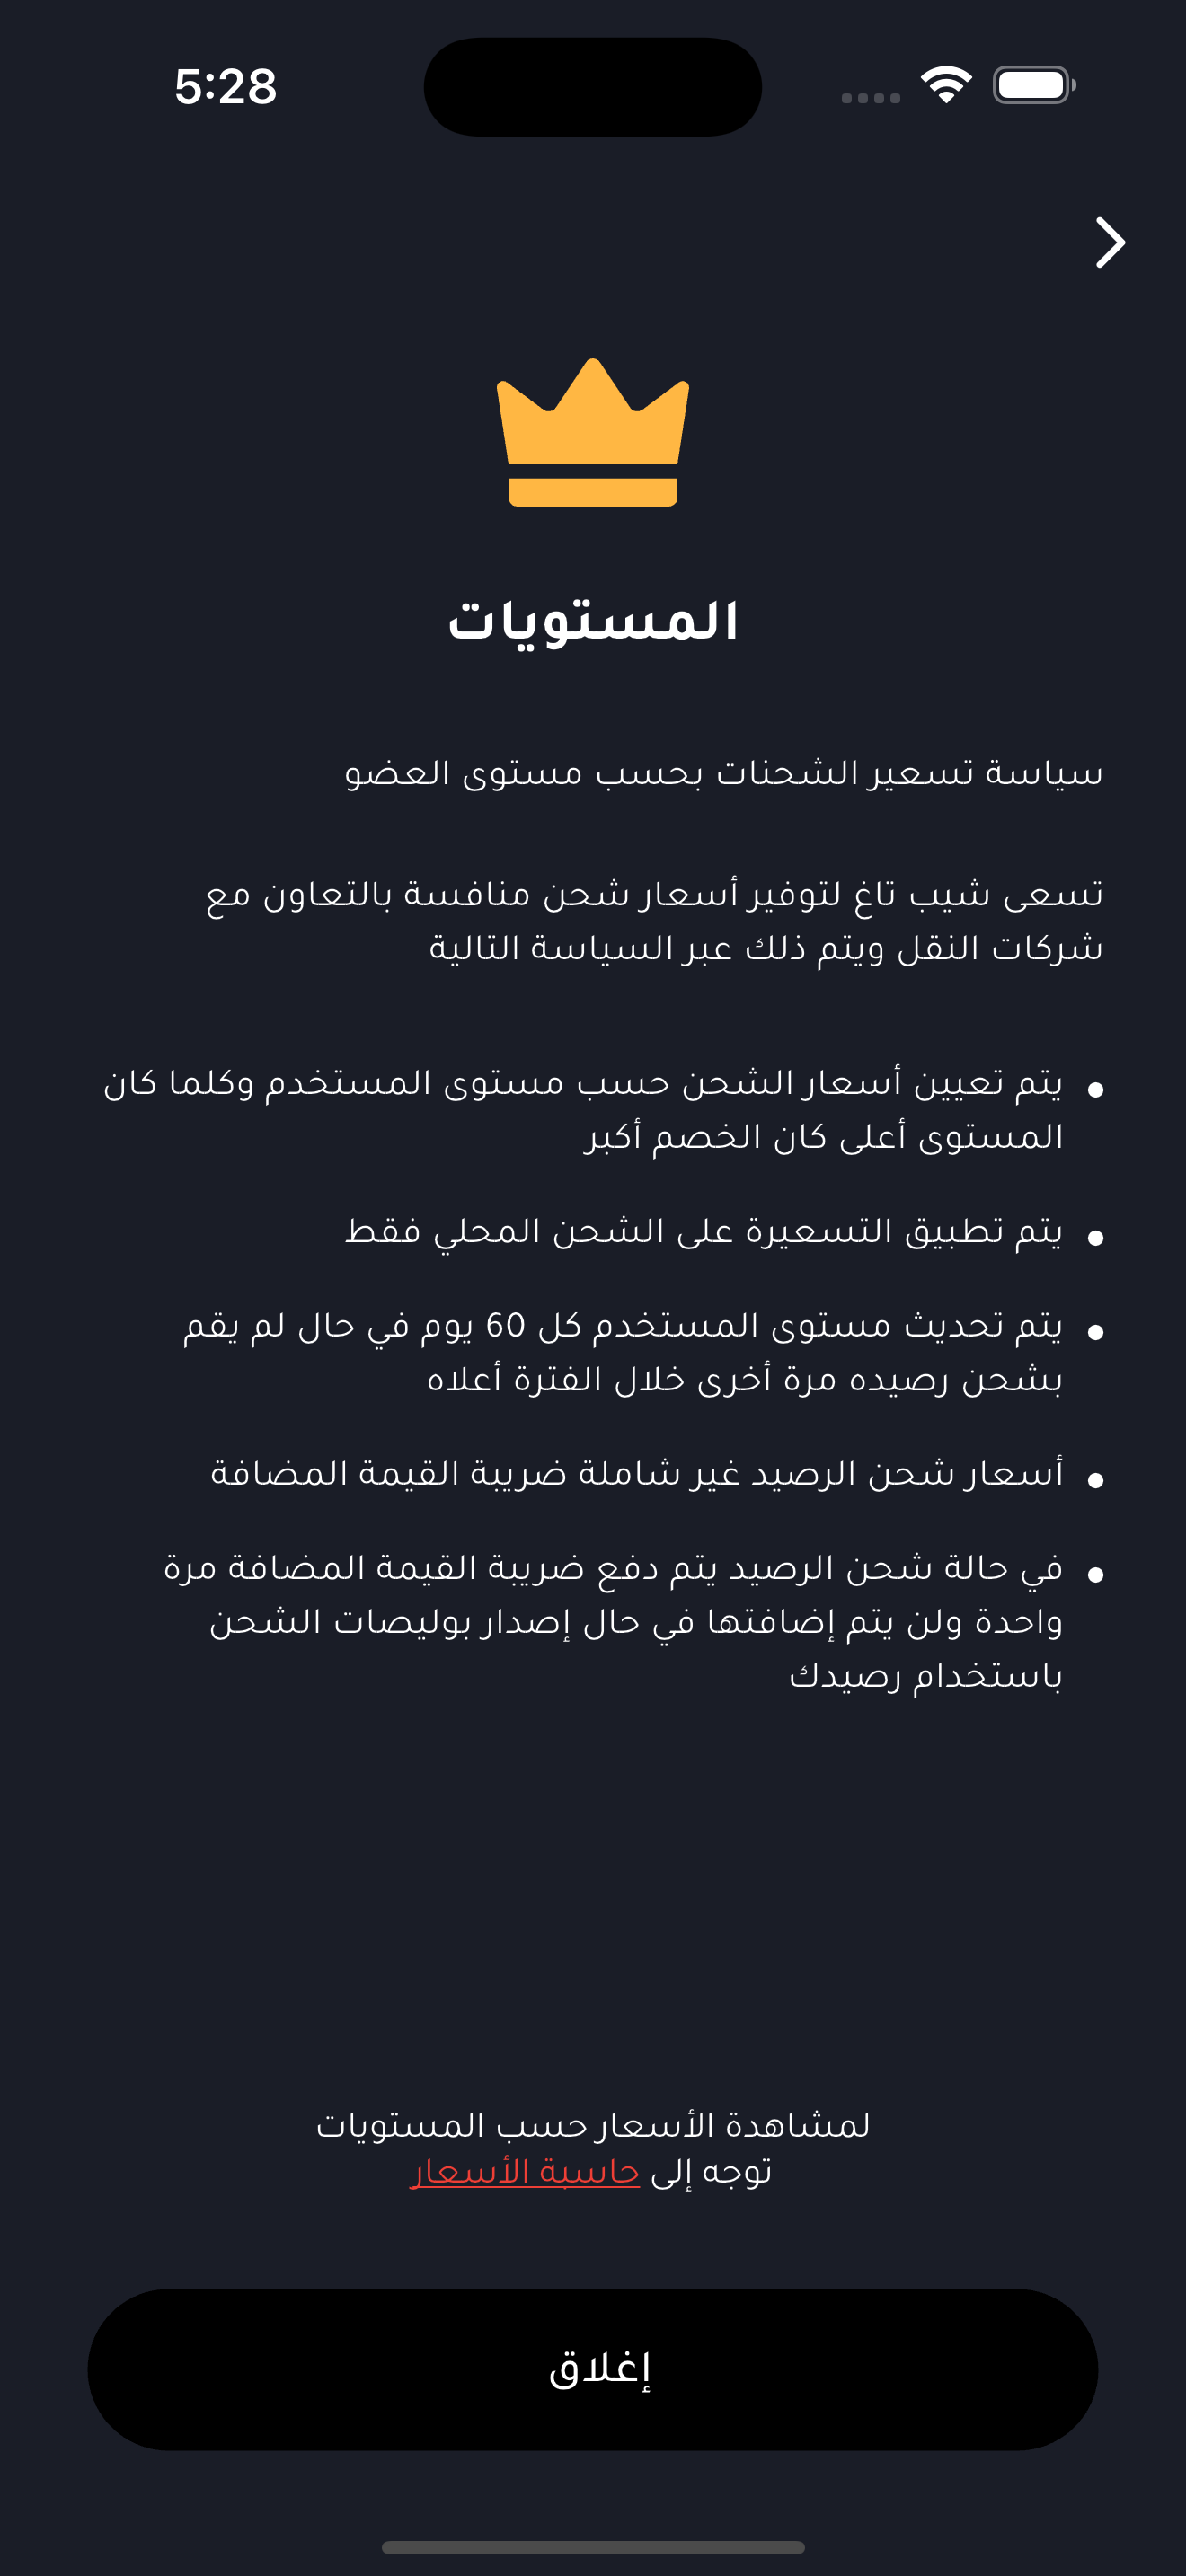 5:28
المستويات
سياسة تسعير الشحنات بحسب مستوى العضو
تسعى شيب تاغ لتوفير أسعار شحن منافسة بالتعاون مع
شركات النقل ويتم ذلك عبر السياسة التالية
• يتم تعيين أسعار الشحن حسب مستوى المستخدم وكلما كان
المستوى أعلى كان الخصم أكبر
• يتم تطبيق التسعيرة على الشحن المحلي فقط
• يتم تحديث مستوى المستخدم كل 60 يوم في حال لم يقم
بشحن رصيده مرة أخرى خلال الفترة أعلاه
• أسعار شحن الرصيد غير شاملة ضريبة القيمة المضافة
• في حالة شحن الرصيد يتم دفع ضريبة القيمة المضافة مرة
واحدة ولن يتم إضافتها في حال إصدار بوليصات الشحن
باستخدام رصيدك
لمشاهدة الأسعار حسب المستويات
توجه إلى حاسبة الأسعار
إغلاق